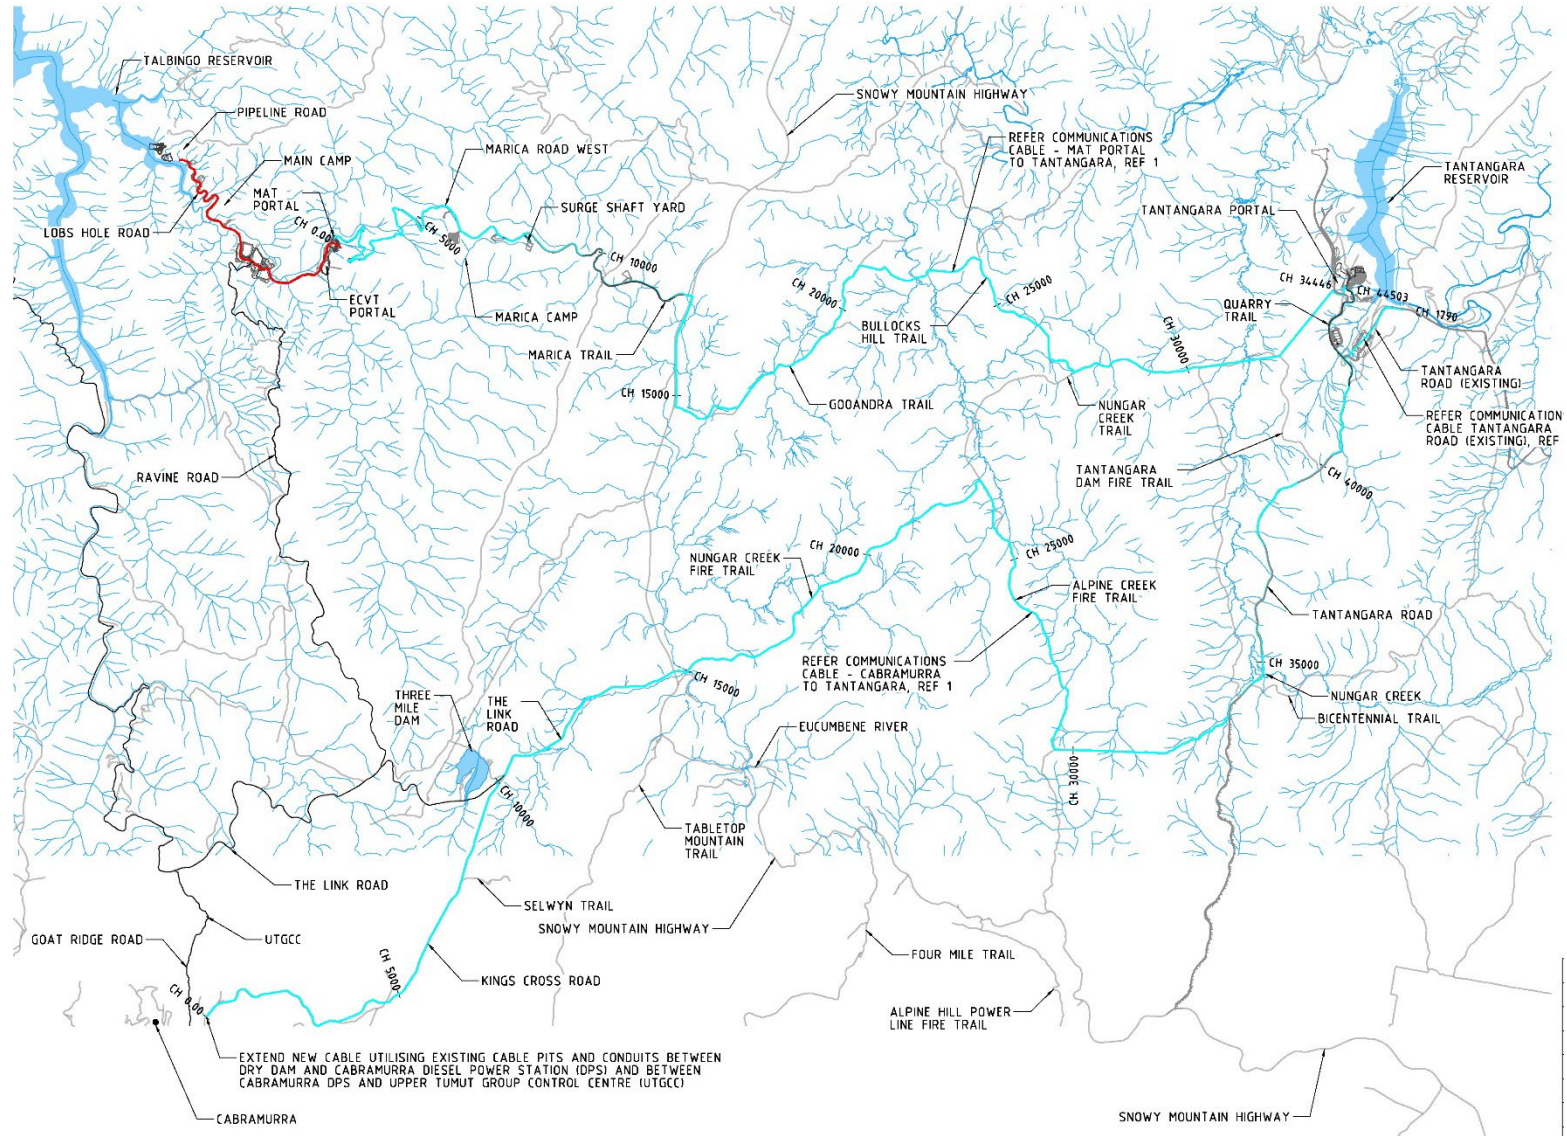 TALBINGO RESERVOIR
PIPELINE ROAD
MAIN CAMP
MAT
PORTAL
CH 0.00
LOBS HOLE ROAD
ECVT
PORTAL
MARICA ROAD WEST
SURGE SHAFT YARD
CH 5000
CH 10000
MARICA CAMP
MARICA TRAIL
CH 15000
SNOWY MOUNTAIN HIGHWAY
REFER COMMUNICATIONS
CABLE - MAT PORTAL
TO TANTANGARA, REF 1
TANTANGARA
RESERVOIR
TANTANGARA PORTAL
CH 20000
GOOANDRA TRAIL
BULLOCKS
HILL TRAIL
CH 25000
NUNGAR
CREEK
TRAIL
CH 30000
CH 34446
CH 44503
CH 1790
QUARRY
TRAIL
TANTANGARA
ROAD (EXISTING)
REFER COMMUNICATION
CABLE TANTANGARA
ROAD (EXISTING), REF
TANTANGARA
DAM FIRE TRAIL
CH 40000
RAVINE ROAD
NUNGAR CREEK
FIRE TRAIL
CH 20000
CH 25000
ALPINE CREEK
FIRE TRAIL
TANTANGARA ROAD
REFER COMMUNICATIONS
CABLE - CABRAMURRA
TO TANTANGARA, REF 1
CH 35000
NUNGAR CREEK
BICENTENNIAL TRAIL
THREE
MILE
DAM
THE
LINK
ROAD
CH 15000
EUCUMBENE RIVER
CH 30000
CH 10000
TABLETOP
MOUNTAIN
TRAIL
THE LINK ROAD
SELWYN TRAIL
SNOWY MOUNTAIN HIGHWAY
GOAT RIDGE ROAD
UTGCC
CH 5000
KINGS CROSS ROAD
FOUR MILE TRAIL
CH 0.00
ALPINE HILL POWER
LINE FIRE TRAIL
EXTEND NEW CABLE UTILISING EXISTING CABLE PITS AND CONDUITS BETWEEN
DRY DAM AND CABRAMURRA DIESEL POWER STATION (DPS) AND BETWEEN
CABRAMURRA DPS AND UPPER TUMUT GROUP CONTROL CENTRE (UTGCC)
CABRAMURRA
SNOWY MOUNTAIN HIGHWAY